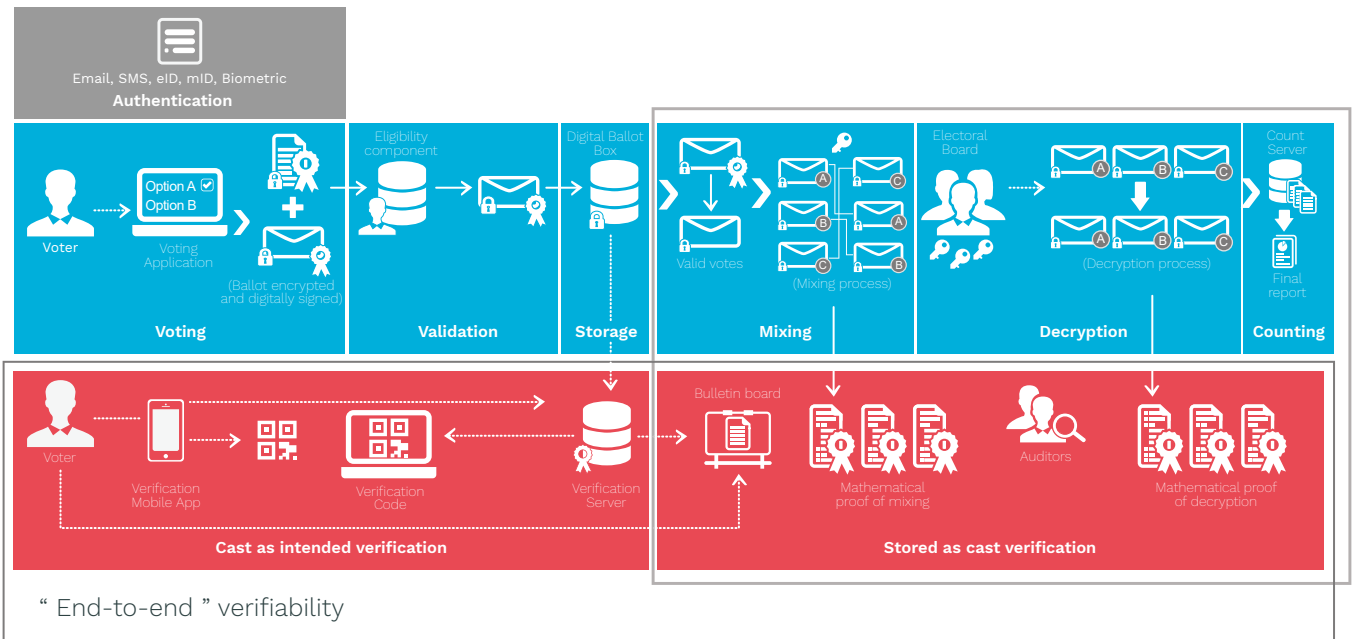 Email, SMS, eID, mID, Biometric
Authentication
Voter
Option A
Option B
Voting
Application
(Ballot encrypted
and digitally signed)
Voting
Eligibility
component
Validation
Digital Ballot
Box
Storage
Valid votes
A
B
C
C
A
B
(Mixing process)
Mixing
Electoral
Board
A
B
C
A
B
C
(Decryption process)
Decryption
Count
Server
Final
report
Counting
Voter
Verification
Mobile App
Verification
Code
Verification
Server
Cast as intended verification
Bulletin board
Mathematical
proof of mixing
Auditors
Mathematical proof
of decryption
Stored as cast verification
“ End-to-end ” verifiability